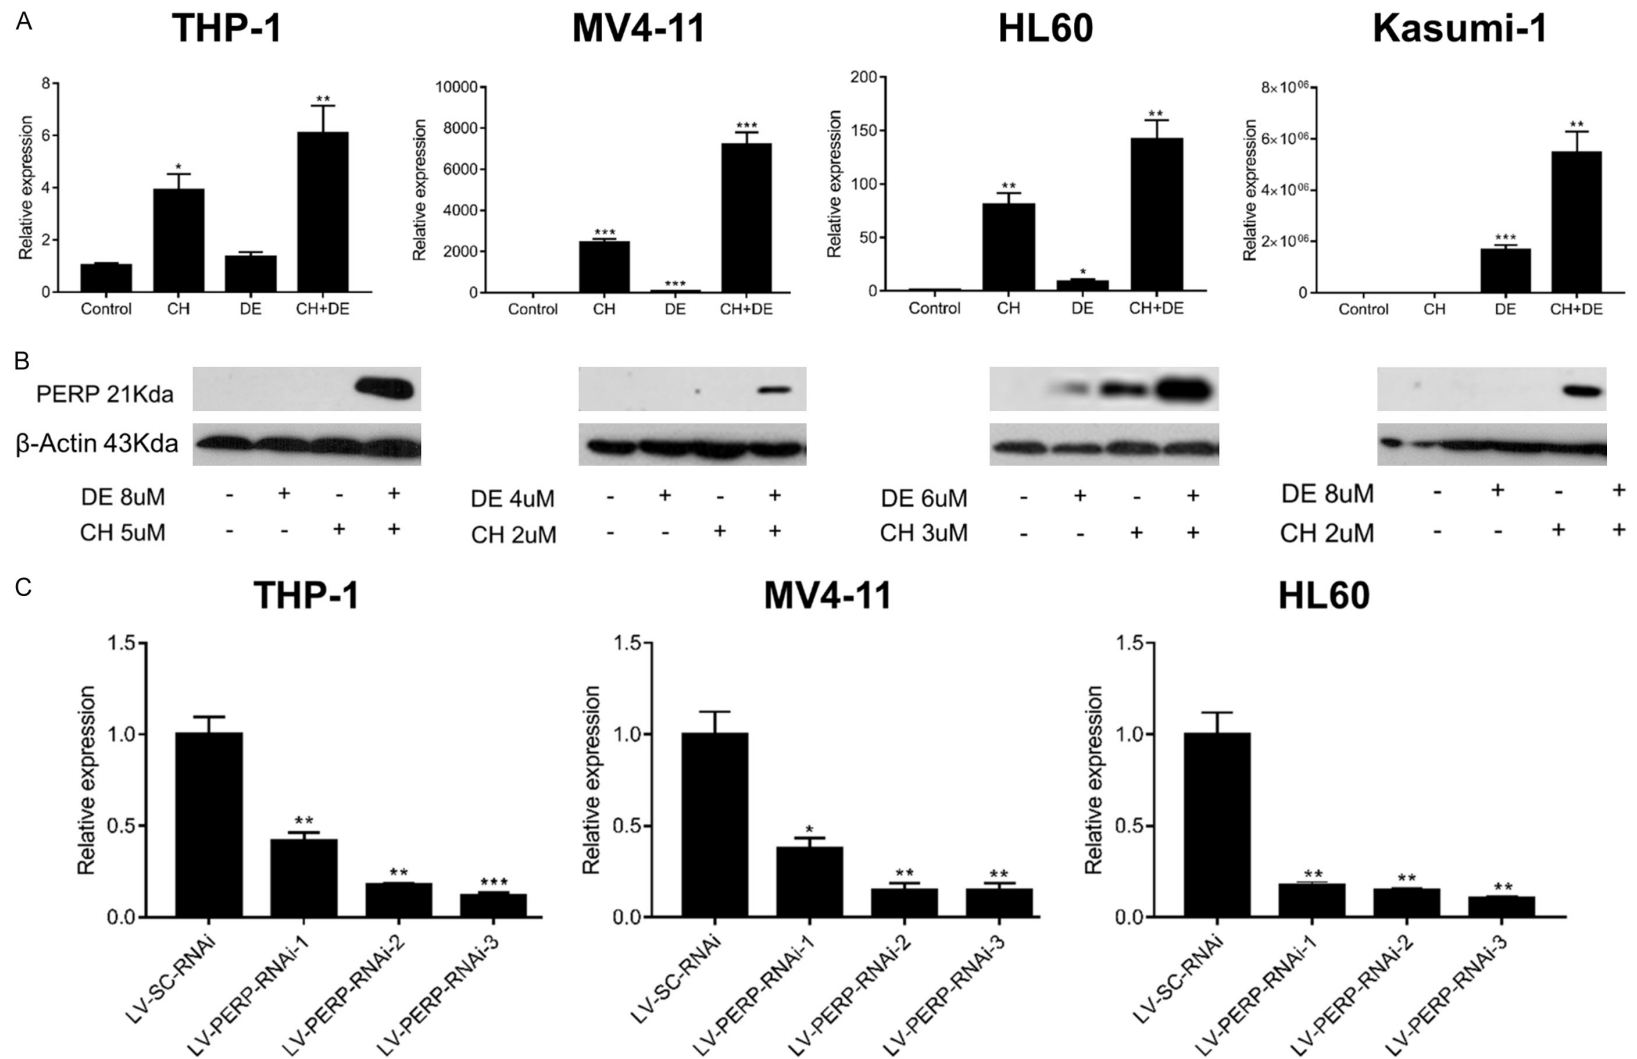 A
THP-1 MV4-11 HL60 Kasumi-1
Relative expression
8
6
4
2
0
* **
Control CH DE CH+DE
Relative expression
10000
8000
6000
4000
2000
0
*** *** ***
Control CH DE CH+DE
Relative expression
200
150
100
50
0
** * **
Control CH DE CH+DE
Relative expression
8×10⁰⁶
6×10⁰⁶
4×10⁰⁶
2×10⁰⁶
0
*** **
Control CH DE CH+DE
B
PERP 21Kda
β-Actin 43Kda
DE 8uM - + - +
CH 5uM - - + +
DE 4uM - + - +
CH 2uM - - + +
DE 6uM - + - +
CH 3uM - - + +
DE 8uM - + - +
CH 2uM - - + +
C
THP-1 MV4-11 HL60
Relative expression
1.5
1.0
0.5
0.0
** ** ***
LV-SC-RNAi
LV-PERP-RNAi-1
LV-PERP-RNAi-2
LV-PERP-RNAi-3
Relative expression
1.5
1.0
0.5
0.0
* ** **
LV-SC-RNAi
LV-PERP-RNAi-1
LV-PERP-RNAi-2
LV-PERP-RNAi-3
Relative expression
1.5
1.0
0.5
0.0
** ** **
LV-SC-RNAi
LV-PERP-RNAi-1
LV-PERP-RNAi-2
LV-PERP-RNAi-3